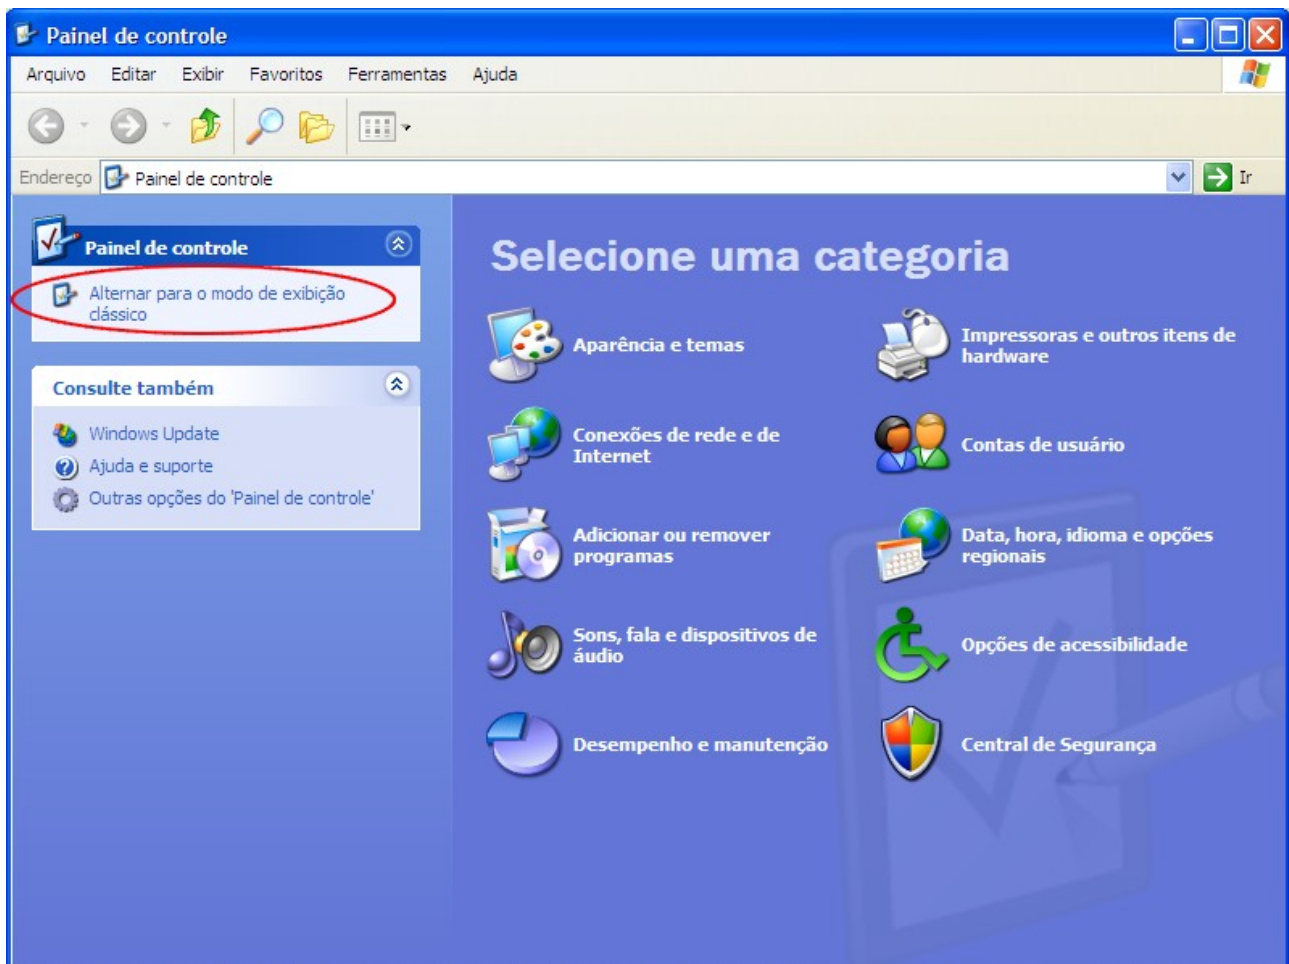 Painel de controle
Arquivo Editar Exibir Favoritos Ferramentas Ajuda
Endereço Painel de controle Ir
Painel de controle
Alternar para o modo de exibição
clássico
Consulte também
Windows Update
Ajuda e suporte
Outras opções do 'Painel de controle'
Selecione uma categoria
Aparência e temas
Impressoras e outros itens de
hardware
Conexões de rede e de
Internet
Contas de usuário
Adicionar ou remover
programas
Data, hora, idioma e opções
regionais
Sons, fala e dispositivos de
áudio
Opções de acessibilidade
Desempenho e manutenção
Central de Segurança